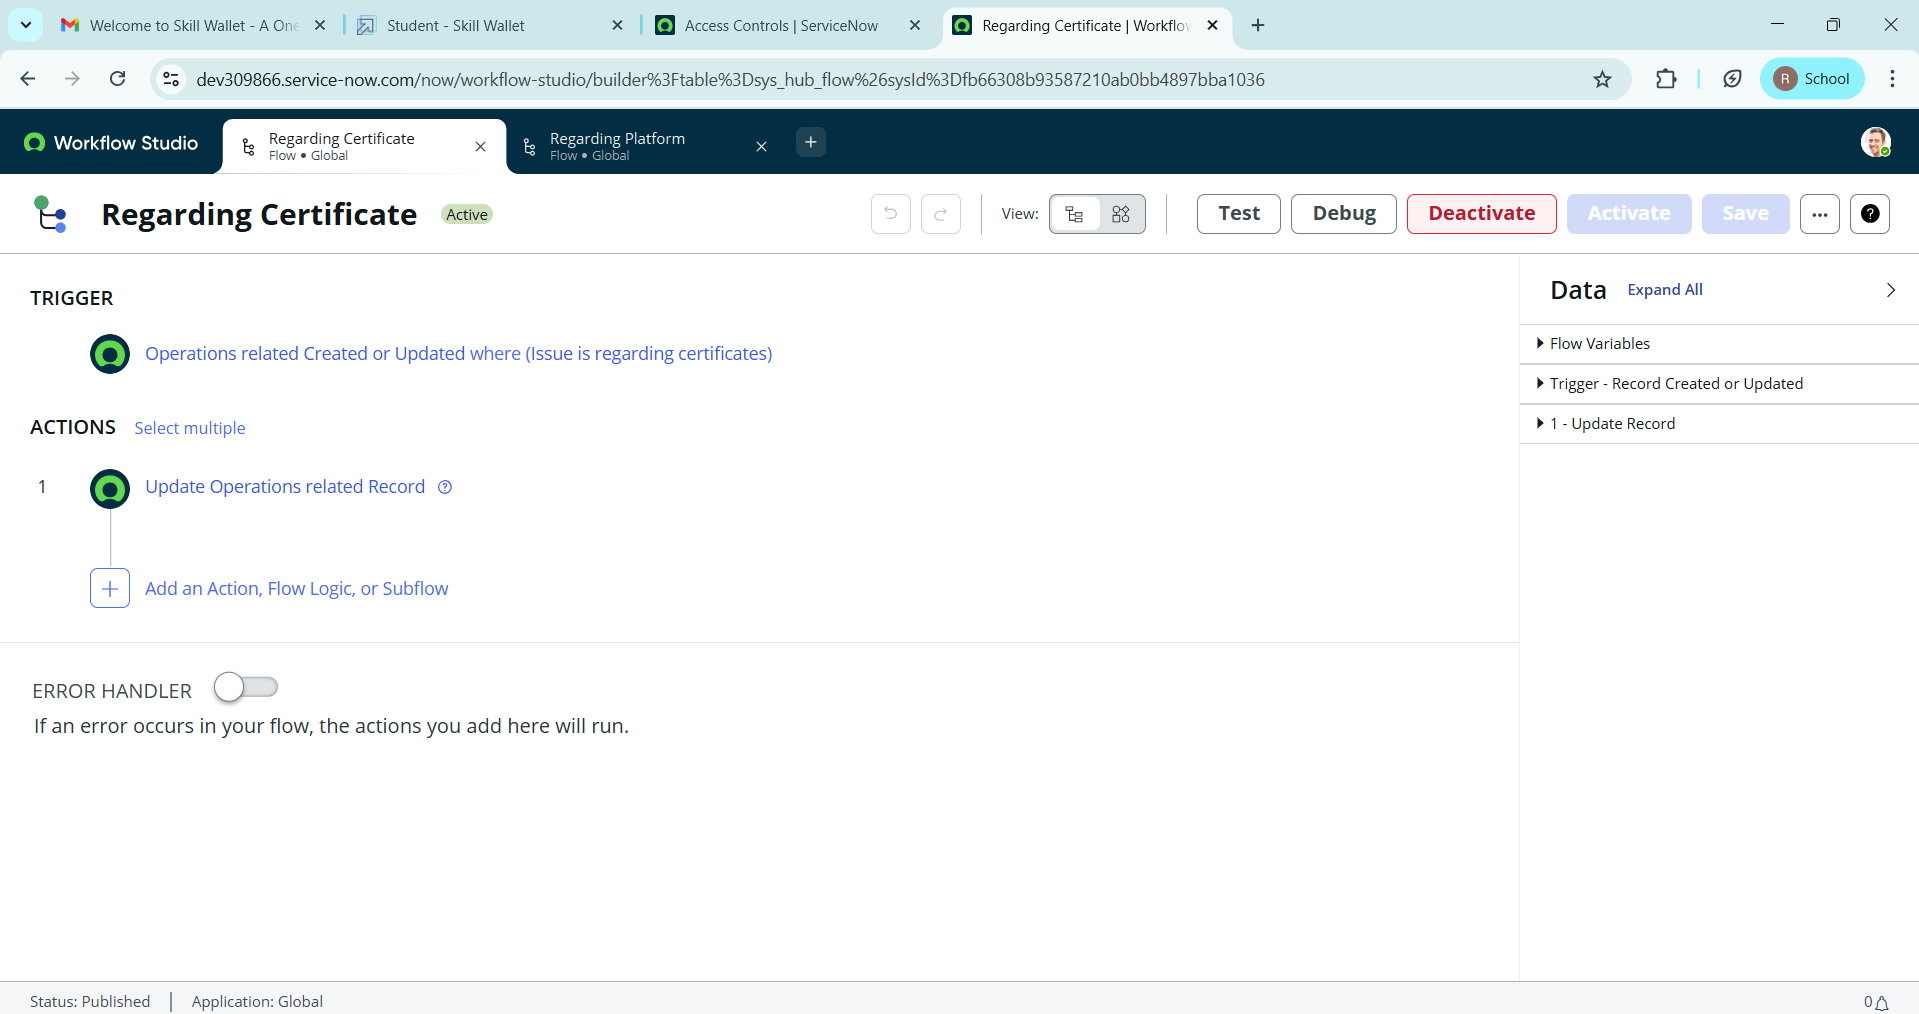 Welcome to Skill Wallet - A One
Student - Skill Wallet
Access Controls | ServiceNow
Regarding Certificate | Workflow
dev309866.service-now.com/now/workflow-studio/builder%3Ftable%3Dsys_hub_flow%26sysId%3Dfb66308b93587210ab0bb4897bba1036
R School
Workflow Studio
Regarding Certificate
Flow • Global
Regarding Platform
Flow • Global
Regarding Certificate Active
View:
Test
Debug
Deactivate
Activate
Save
TRIGGER
Operations related Created or Updated where (Issue is regarding certificates)
ACTIONS Select multiple
1 Update Operations related Record
Add an Action, Flow Logic, or Subflow
ERROR HANDLER
If an error occurs in your flow, the actions you add here will run.
Data Expand All
Flow Variables
Trigger - Record Created or Updated
1 - Update Record
Status: Published | Application: Global
0